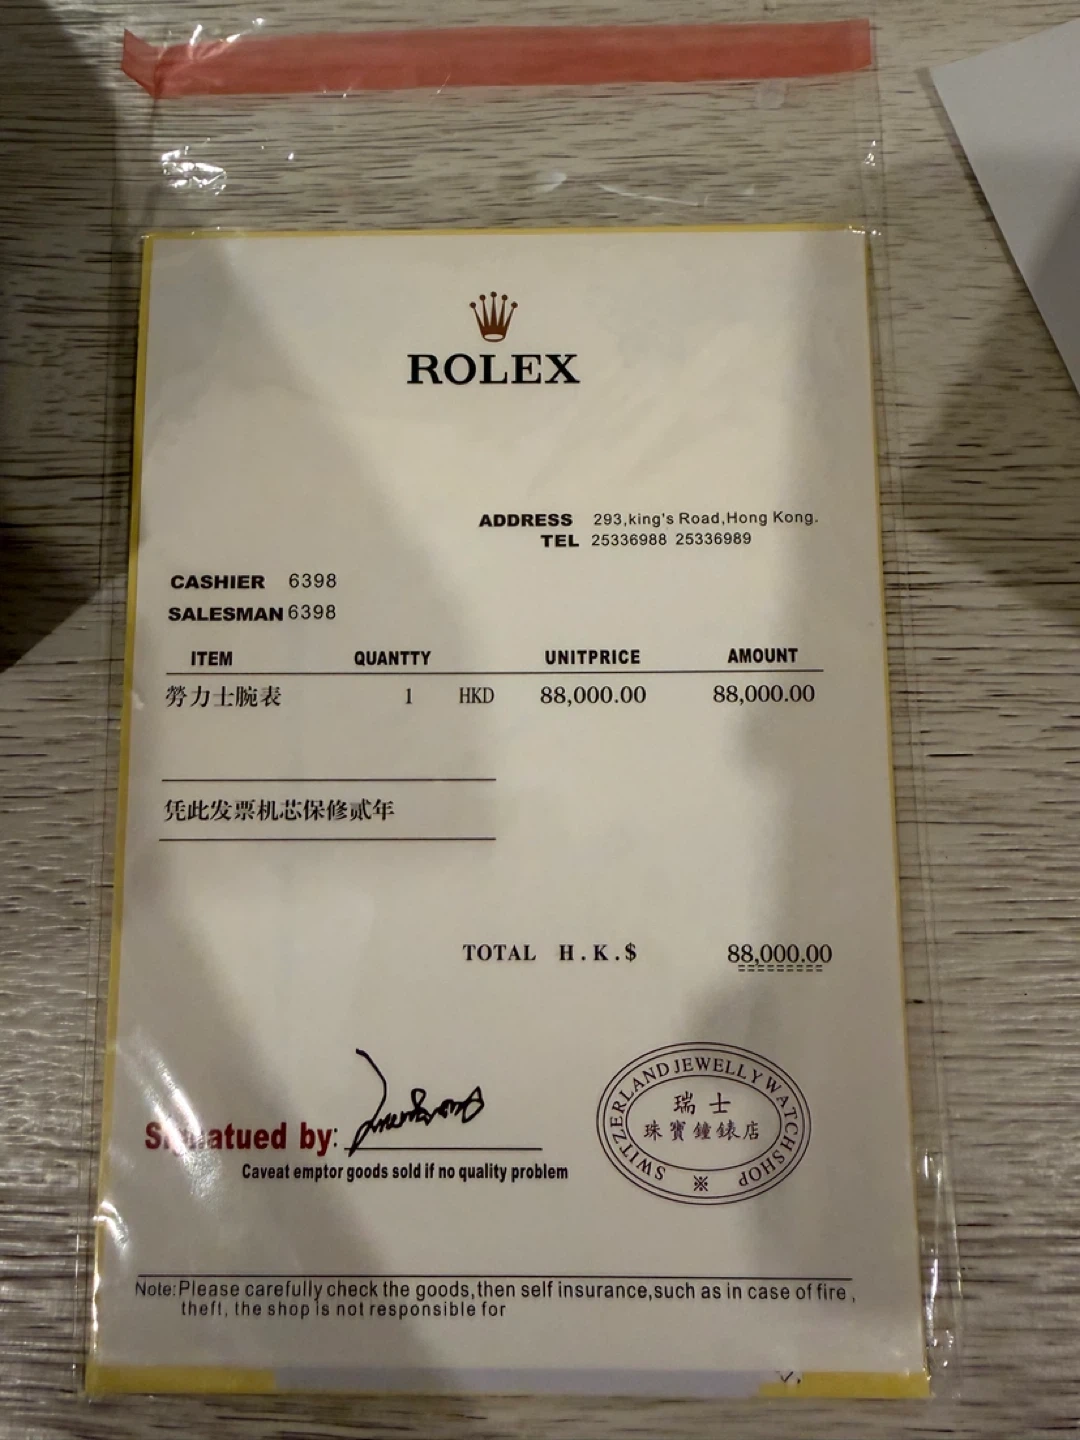 ROLEX
ADDRESS 293,king's Road,Hong Kong.
TEL 25336988 25336989
CASHIER 6398
SALESMAN 6398
ITEM QUANTTY UNITPRICE AMOUNT
勞力士腕表 1 HKD 88,000.00 88,000.00
凭此发票机芯保修贰年
TOTAL H.K.$ 88,000.00
by:
Caveat emptor goods sold if no quality problem
SWITZERLAND JEWELLY WATCH SHOP
瑞士
珠寶鐘錶店
※
Note:Please carefully check the goods,then self insurance,such as in case of fire,
theft, the shop is not responsible for